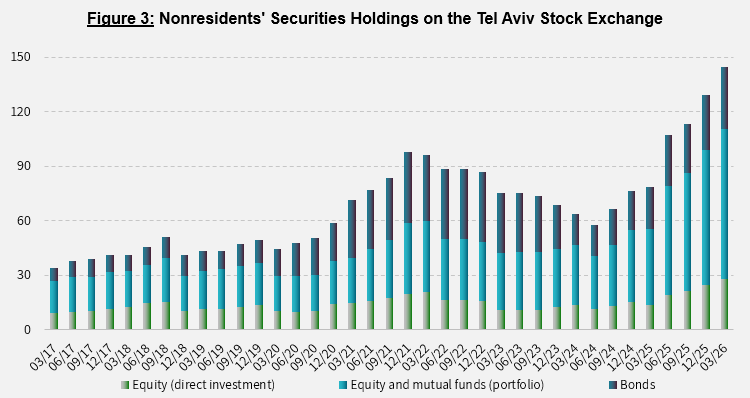 Figure 3: Nonresidents' Securities Holdings on the Tel Aviv Stock Exchange
150
120
90
60
30
0
03/17 06/17 09/17 12/17 03/18 06/18 09/18 12/18 03/19 06/19 09/19 12/19 03/20 06/20 09/20 12/20 03/21 06/21 09/21 12/21 03/22 06/22 09/22 12/22 03/23 06/23 09/23 12/23 03/24 06/24 09/24 12/24 03/25 06/25 09/25 12/25 03/26
Equity (direct investment) Equity and mutual funds (portfolio) Bonds